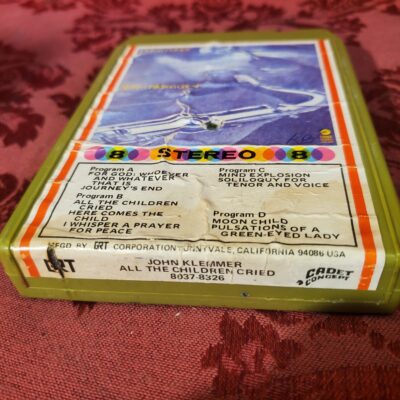 8 STEREO 8
Program A
FOR GOD: WHOEVER
AND WHATEVER
THAT IS
JOURNEY'S END
Program B
ALL THE CHILDREN
CRIED
HERE COMES THE
CHILD
I WHISPER A PRAYER
FOR PEACE
Program C
MIND EXPLOSION
SOLILOQUY FOR
TENOR AND VOICE
Program D
MOON CHILD
PULSATIONS OF A
GREEN-EYED LADY
MFGD. BY GRT CORPORATION SUNNYVALE, CALIFORNIA 94086 USA
GRT
JOHN KLEMMER
ALL THE CHILDREN CRIED
8037-8326
CADET
CONCEPT